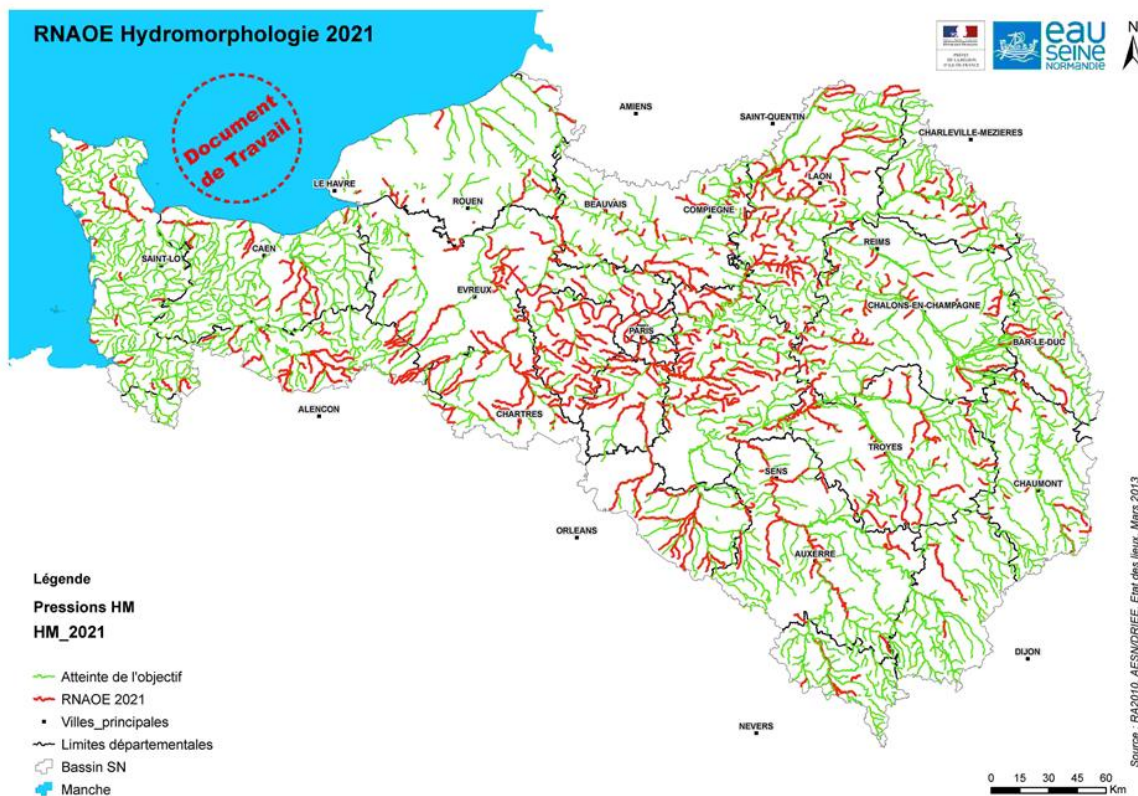 RNAOE Hydromorphologie 2021
Document
de Travail
eau
SEINE
NORMANDIE
N
AMIENS
SAINT-QUENTIN
CHARLEVILLE-MEZIERES
LE HAVRE
ROUEN
BEAUVAIS
COMPIEGNE
LAON
REIMS
CAEN
SAINT-LO
EVREUX
PARIS
CHALONS-EN-CHAMPAGNE
BAR-LE-DUC
ALENCON
CHARTRES
SENS
TROYES
CHAUMONT
ORLEANS
AUXERRE
DIJON
NEVERS
Légende
Pressions HM
HM_2021
Atteinte de l'objectif
RNAOE 2021
Villes_principales
Limites départementales
Bassin SN
Manche
0 15 30 45 60
Km
Source : RA2010, AESN/DRIEE, Etat des lieux, Mars 2013